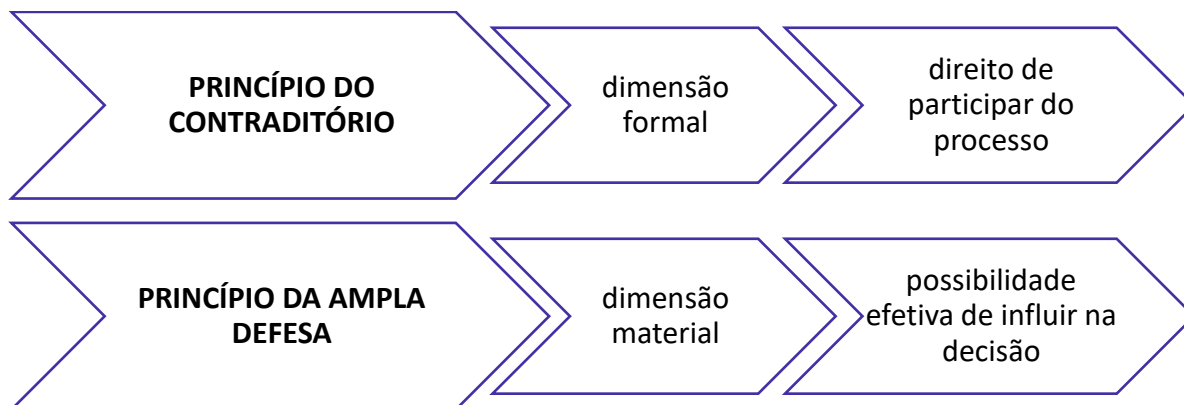 PRINCÍPIO DO
CONTRADITÓRIO
dimensão
formal
direito de
participar do
processo
PRINCÍPIO DA AMPLA
DEFESA
dimensão
material
possibilidade
efetiva de influir na
decisão